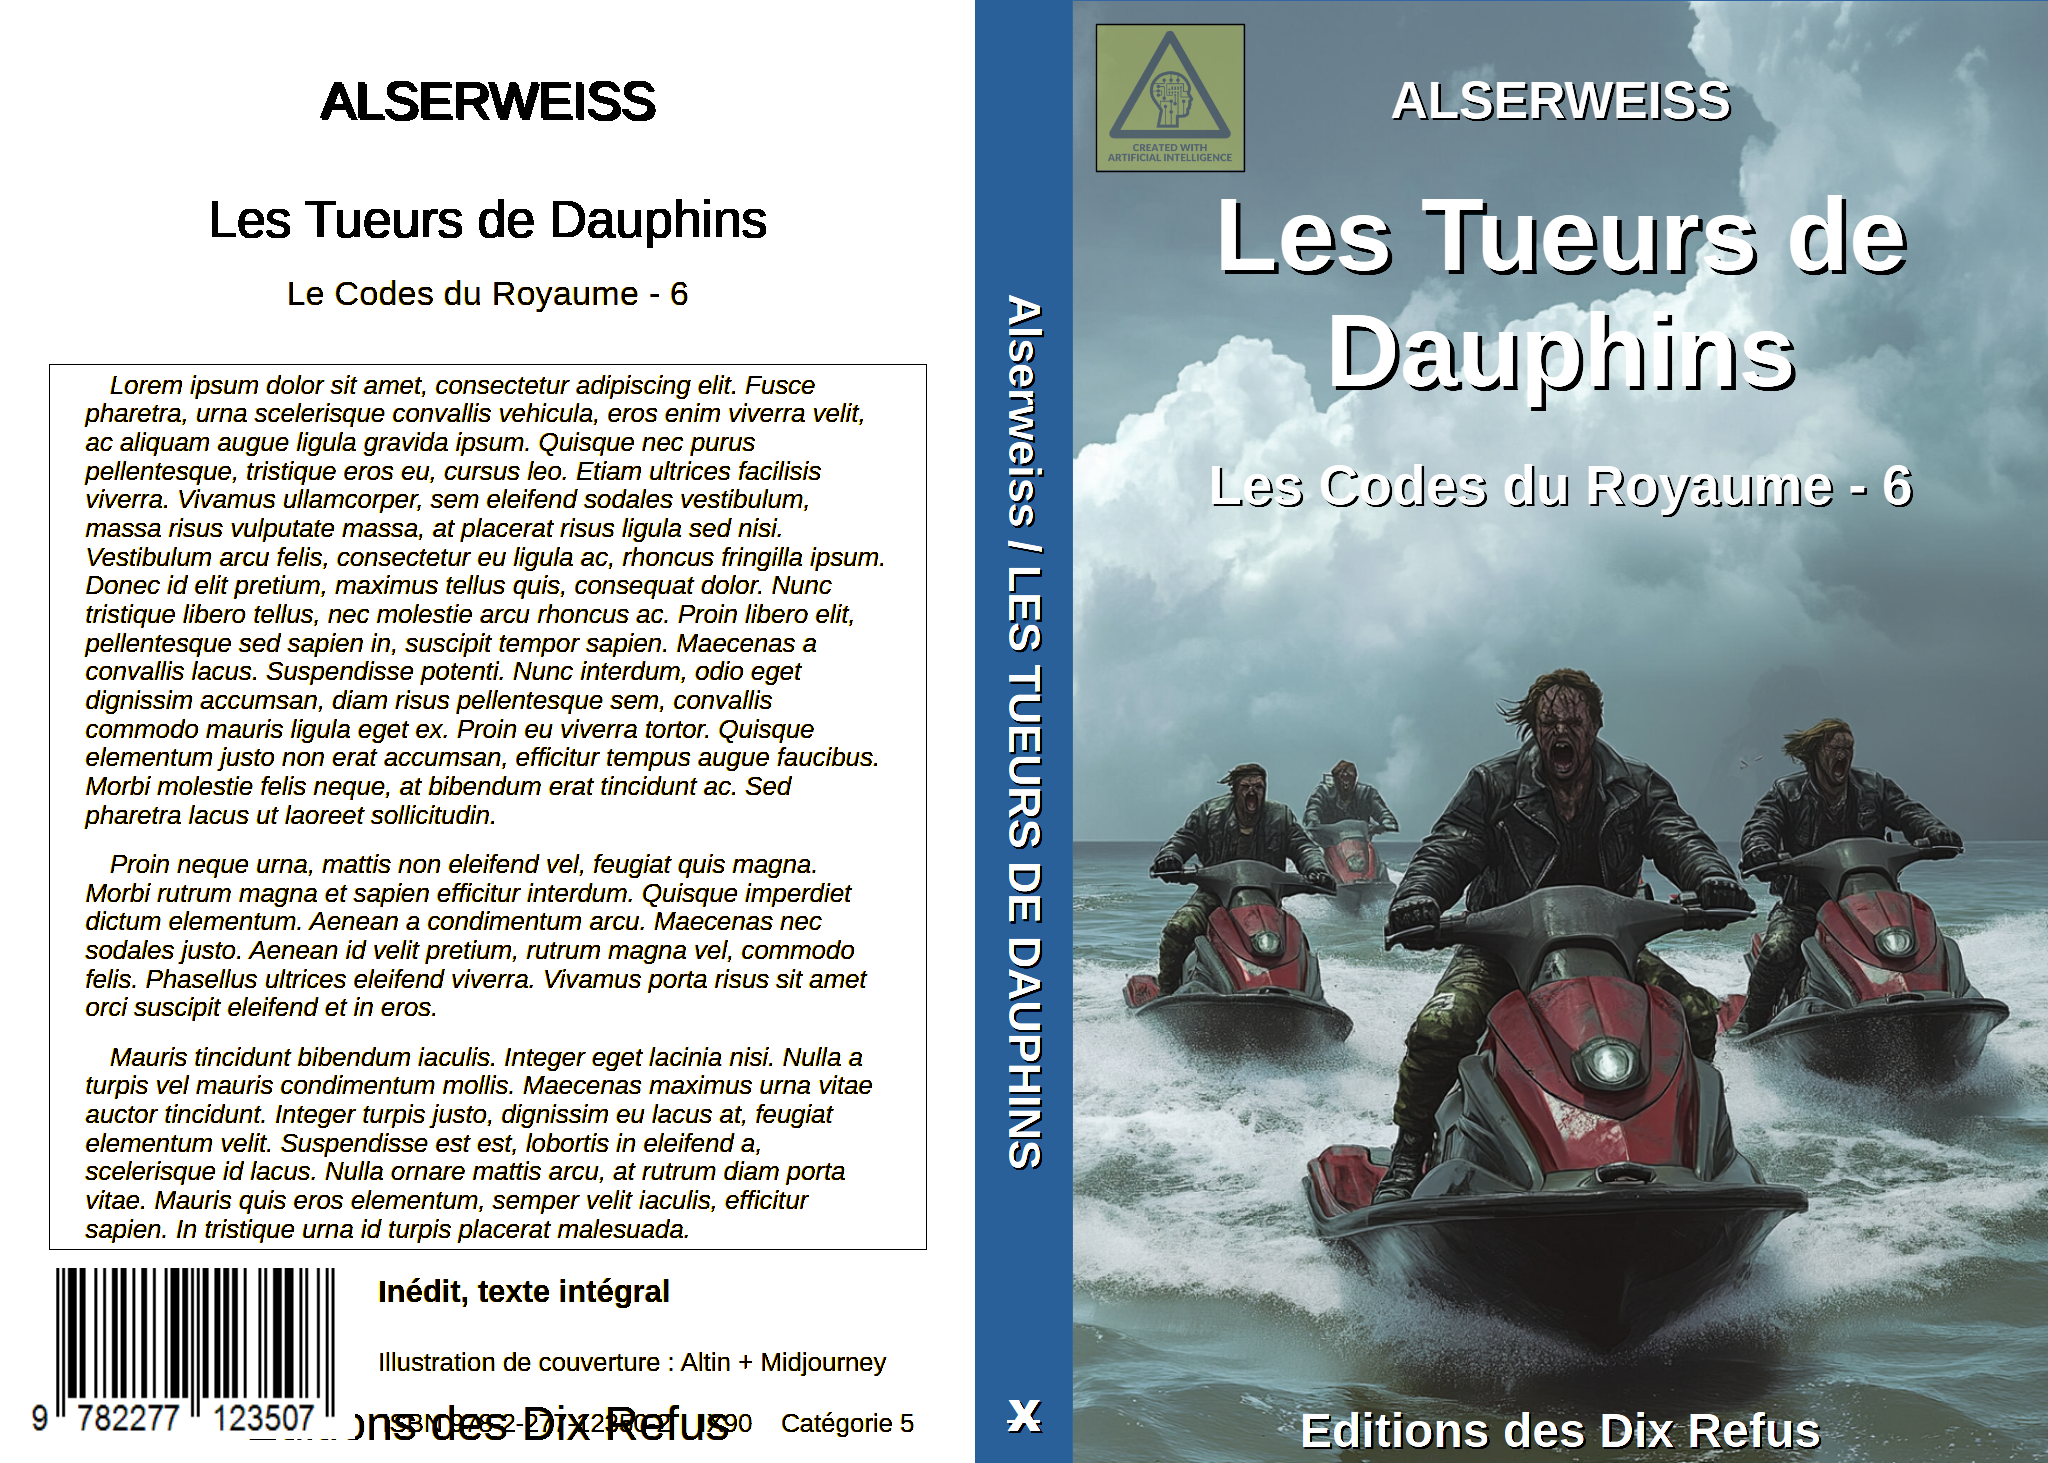 ALSERWEISS
Les Tueurs de Dauphins
Le Codes du Royaume - 6
Lorem ipsum dolor sit amet, consectetur adipiscing elit. Fusce
pharetra, urna scelerisque convallis vehicula, eros enim viverra velit,
ac aliquam augue ligula gravida ipsum. Quisque nec purus
pellentesque, tristique eros eu, cursus leo. Etiam ultrices facilisis
viverra. Vivamus ullamcorper, sem eleifend sodales vestibulum,
massa risus vulputate massa, at placerat risus ligula sed nisi.
Vestibulum arcu felis, consectetur eu ligula ac, rhoncus fringilla ipsum.
Donec id elit pretium, maximus tellus quis, consequat dolor. Nunc
tristique libero tellus, nec molestie arcu rhoncus ac. Proin libero elit,
pellentesque sed sapien in, suscipit tempor sapien. Maecenas a
convallis lacus. Suspendisse potenti. Nunc interdum, odio eget
dignissim accumsan, diam risus pellentesque sem, convallis
commodo mauris ligula eget ex. Proin eu viverra tortor. Quisque
elementum justo non erat accumsan, efficitur tempus augue faucibus.
Morbi molestie felis neque, at bibendum erat tincidunt ac. Sed
pharetra lacus ut laoreet sollicitudin.
Proin neque urna, mattis non eleifend vel, feugiat quis magna.
Morbi rutrum magna et sapien efficitur interdum. Quisque imperdiet
dictum elementum. Aenean a condimentum arcu. Maecenas nec
sodales justo. Aenean id velit pretium, rutrum magna vel, commodo
felis. Phasellus ultrices eleifend viverra. Vivamus porta risus sit amet
orci suscipit eleifend et in eros.
Mauris tincidunt bibendum iaculis. Integer eget lacinia nisi. Nulla a
turpis vel mauris condimentum mollis. Maecenas maximus urna vitae
auctor tincidunt. Integer turpis justo, dignissim eu lacus at, feugiat
elementum velit. Suspendisse est est, lobortis in eleifend a,
scelerisque id lacus. Nulla ornare mattis arcu, at rutrum diam porta
vitae. Mauris quis eros elementum, semper velit iaculis, efficitur
sapien. In tristique urna id turpis placerat malesuada.
Inédit, texte intégral
Illustration de couverture : Altin + Midjourney
9 782277 123507
des Dix Refus
ISBN Catégorie 5
Alserweiss / LES TUEURS DE DAUPHINS
X
CREATED WITH
ARTIFICIAL INTELLIGENCE
ALSERWEISS
Les Tueurs de
Dauphins
Les Codes du Royaume - 6
Editions des Dix Refus